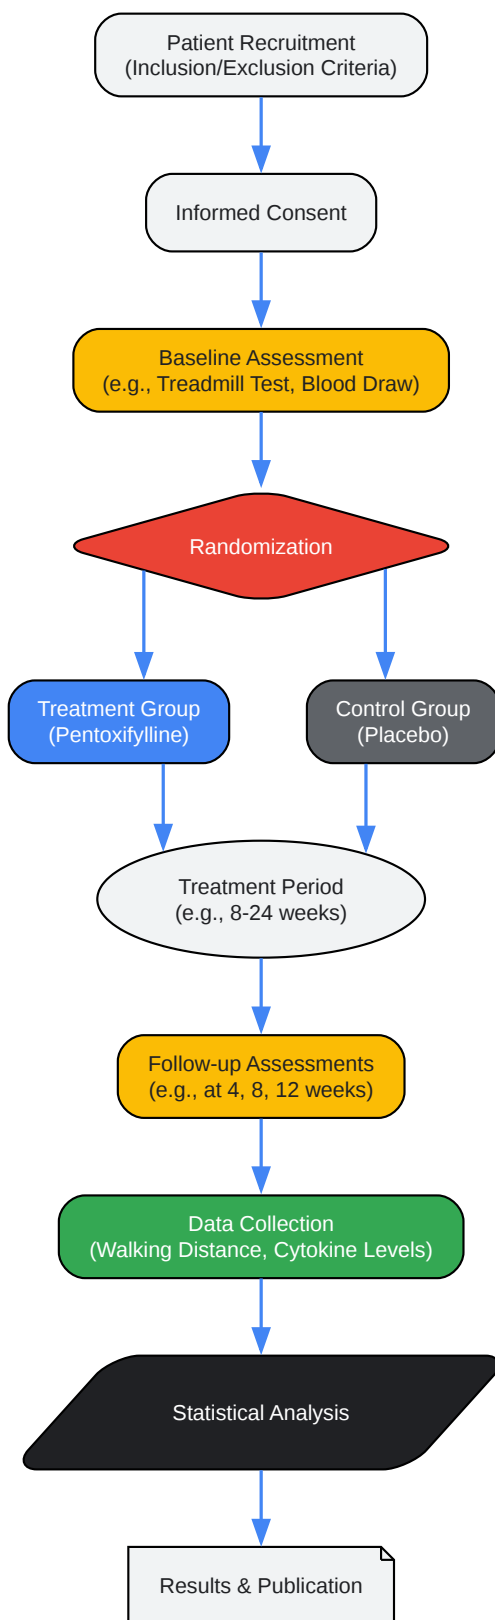 Patient Recruitment
(Inclusion/Exclusion Criteria)
Informed Consent
Baseline Assessment
(e.g., Treadmill Test, Blood Draw)
Randomization
Treatment Group
(Pentoxifylline)
Control Group
(Placebo)
Treatment Period
(e.g., 8-24 weeks)
Follow-up Assessments
(e.g., at 4, 8, 12 weeks)
Data Collection
(Walking Distance, Cytokine Levels)
Statistical Analysis
Results & Publication